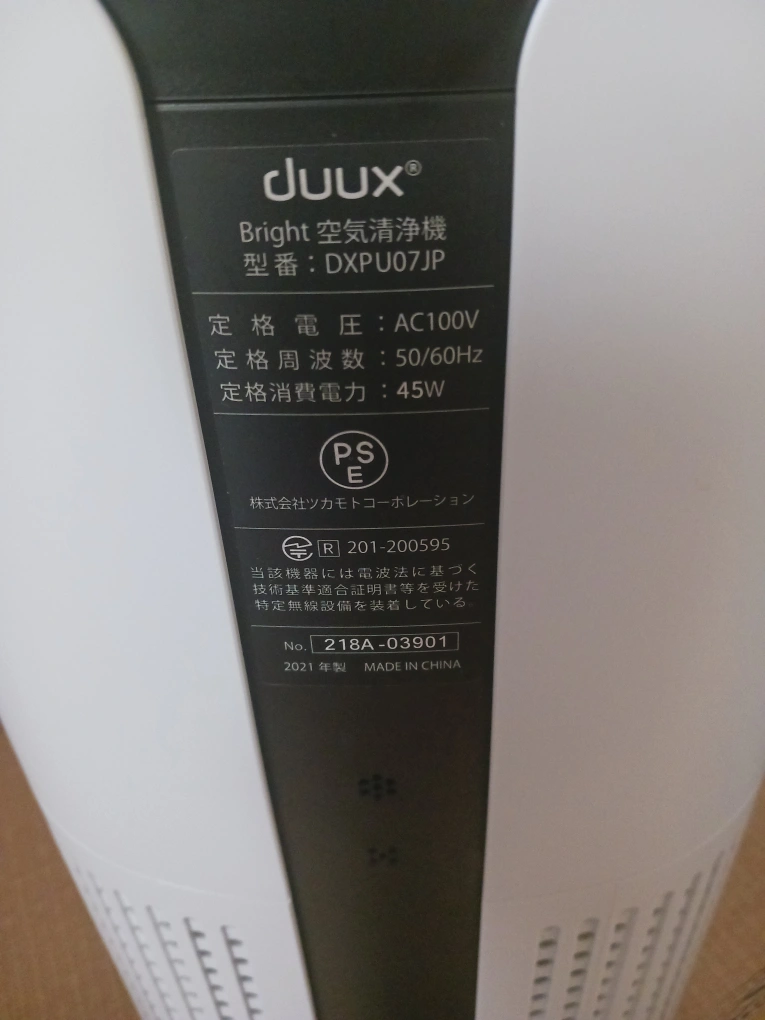 duux®
Bright 空気清浄機
型番：DXPU07JP
定格電圧：AC100V
定格周波数：50/60Hz
定格消費電力：45W
PS
E
株式会社ツカモトコーポレーション
R 201-200595
当該機器には電波法に基づく
技術基準適合証明書等を受けた
特定無線設備を装着している。
No. 218A-03901
2021 年製 MADE IN CHINA